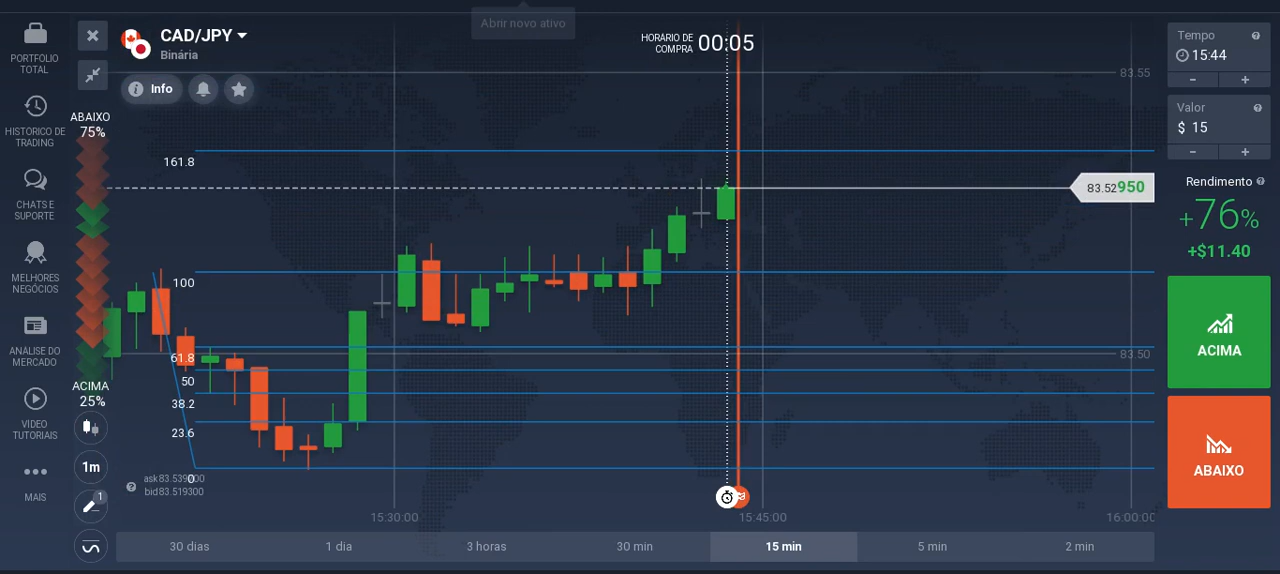 Abrir novo ativo
PORTFOLIO
TOTAL
HISTORICO DE
TRADING
CHATS E
SUPORTE
MELHORES
NEGÓCIOS
ANALISE DO
MERCADO
VIDEO
TUTORIAIS
MAIS
CAD/JPY
Binária
Info
ABAIXO
75%
ACIMA
25%
1m
1
HORARIO DE
COMPRA
00:05
161.8
100
61.8
50
38.2
23.6
0
83.55
83.52950
83.50
bid83.519300
15:30:00
15:45:00
16:00:00
30 dias
1 dia
3 horas
30 min
15 min
5 min
2 min
Tempo
15:44
- +
Valor
$ 15
- +
Rendimento
+76%
+$11.40
ACIMA
ABAIXO